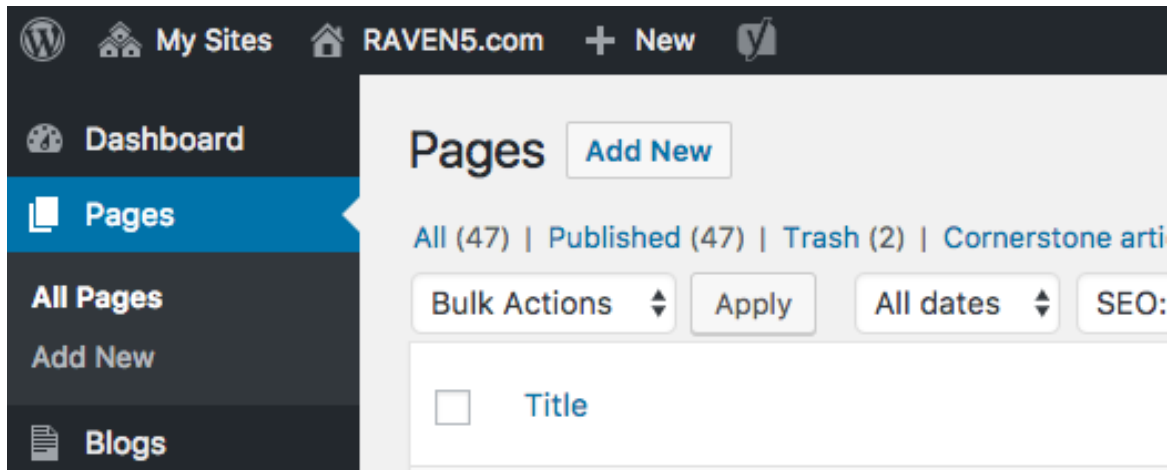 My Sites RAVEN5.com + New
Dashboard
Pages
All Pages
Add New
Blogs
Pages Add New
All (47) | Published (47) | Trash (2) | Cornerstone
Bulk Actions Apply All dates SEO:
Title